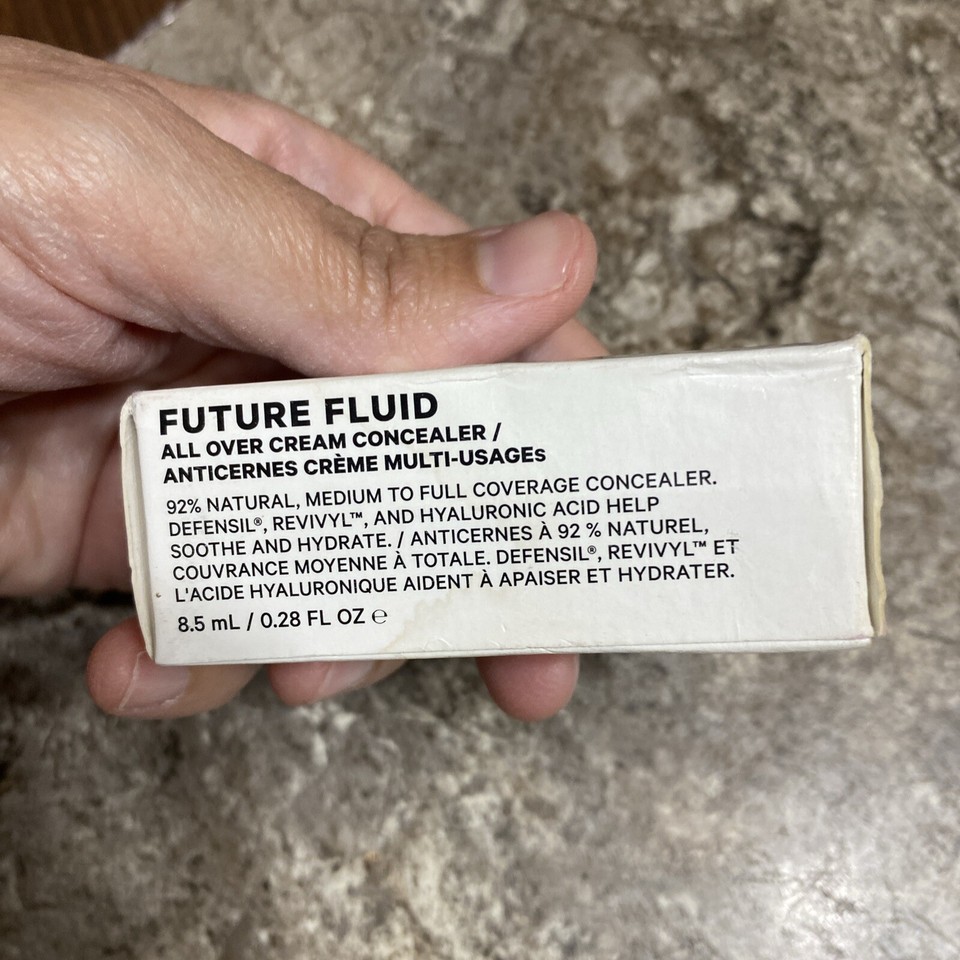 FUTURE FLUID
ALL OVER CREAM CONCEALER /
ANTICERNES CRÈME MULTI-USAGEs
92% NATURAL, MEDIUM TO FULL COVERAGE CONCEALER.
DEFENSIL®, REVIVYL™, AND HYALURONIC ACID HELP
SOOTHE AND HYDRATE. / ANTICERNES À 92 % NATUREL,
COUVRANCE MOYENNE À TOTALE. DEFENSIL®, REVIVYL™ ET
L'ACIDE HYALURONIQUE AIDENT À APAISER ET HYDRATER.
8.5 mL / 0.28 FL OZ ℮